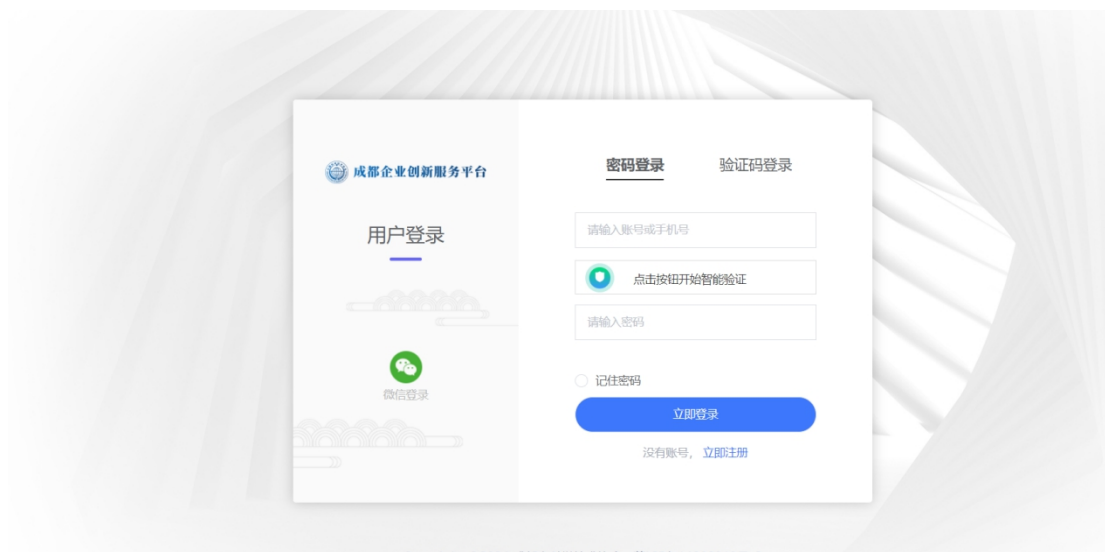 成都企业创新服务平台
用户登录
微信登录
密码登录 验证码登录
请输入账号或手机号
点击按钮开始智能验证
请输入密码
记住密码
立即登录
没有账号，立即注册